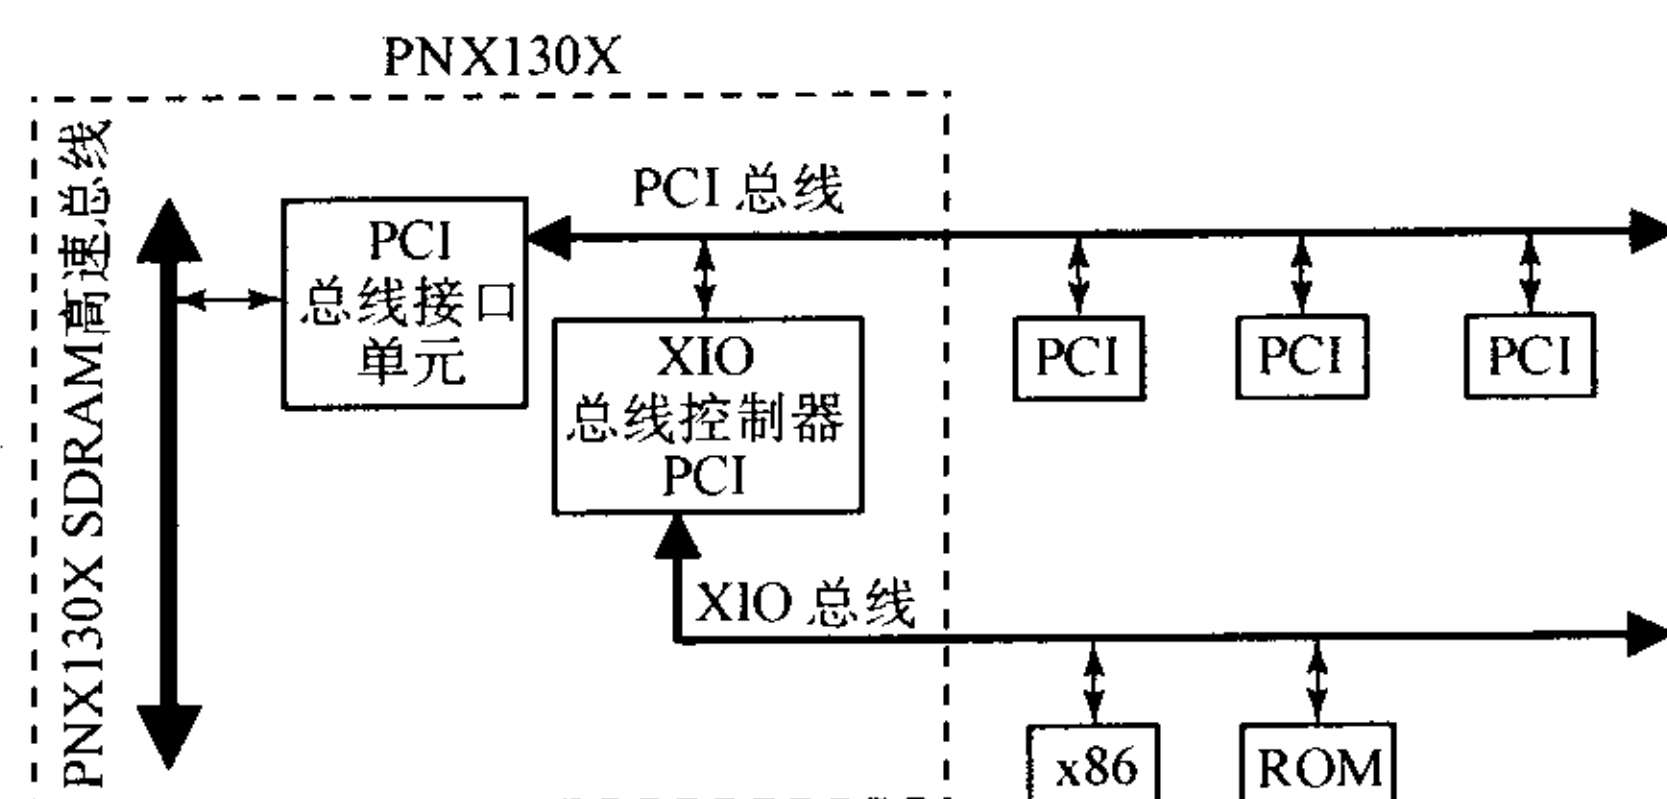 PNX130X
PNX130X SDRAM高速总线
PCI 总线
PCI
总线接口
单元
XIO
总线控制器
PCI
PCI
PCI
PCI
XIO 总线
x86
ROM